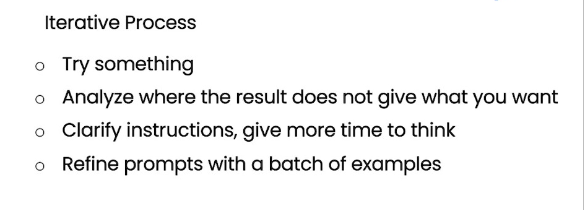 Iterative Process
○ Try something
○ Analyze where the result does not give what you want
○ Clarify instructions, give more time to think
○ Refine prompts with a batch of examples